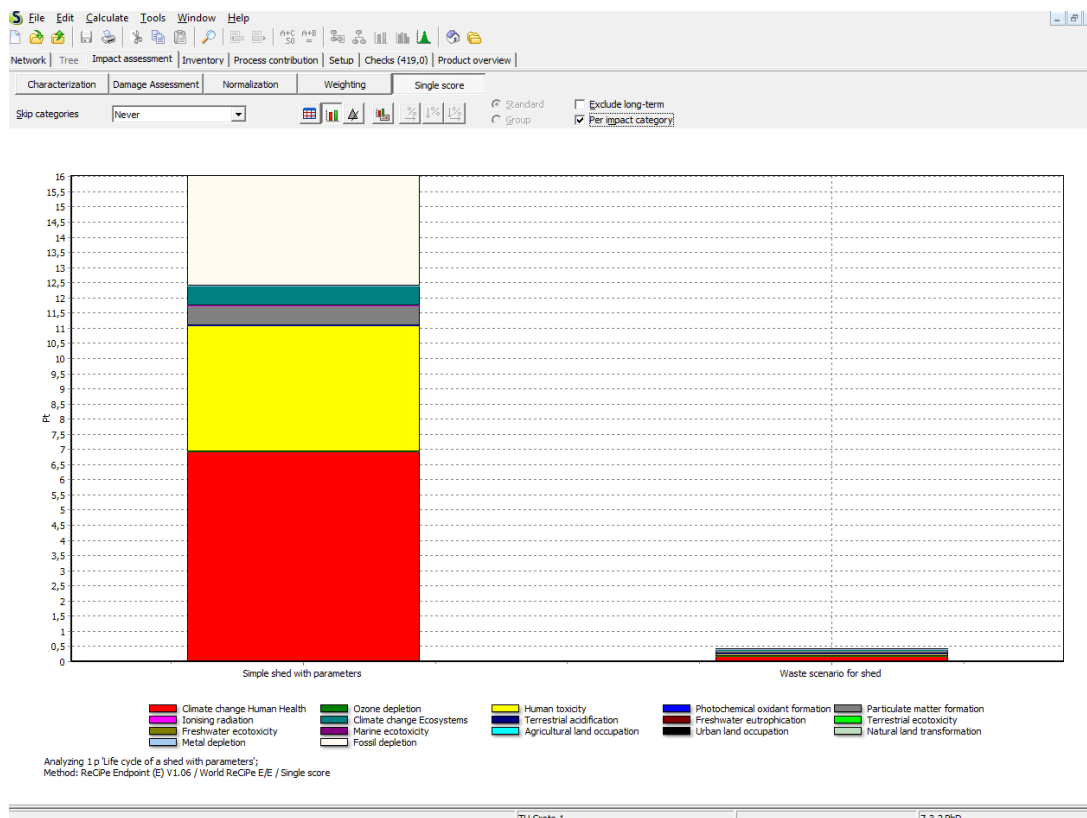 S File Edit Calculate Tools Window Help
A+C .50 A+B =
Network Tree Impact assessment Inventory Process contribution Setup Checks (419,0) Product overview
Characterization Damage Assessment Normalization Weighting Single score
Skip categories Never Standard Exclude long-term
Group Per impact category
16
15,5
15
14,5
14
13,5
13
12,5
12
11,5
11
10,5
10
9,5
9
8,5
Pt 8
7,5
7
6,5
6
5,5
5
4,5
4
3,5
3
2,5
2
1,5
1
0,5
0
Simple shed with parameters Waste scenario for shed
Climate change Human Health Ozone depletion Human toxicity Photochemical oxidant formation Particulate matter formation
Ionising radiation Climate change Ecosystems Terrestrial acidification Freshwater eutrophication Terrestrial ecotoxicity
Freshwater ecotoxicity Marine ecotoxicity Agricultural land occupation Urban land occupation Natural land transformation
Metal depletion Fossil depletion
Analyzing 1 p 'Life cycle of a shed with parameters';
Method: ReCiPe Endpoint (E) V1.06 / World ReCiPe E/E / Single score
TU Crete 1 7.3.2 PhD